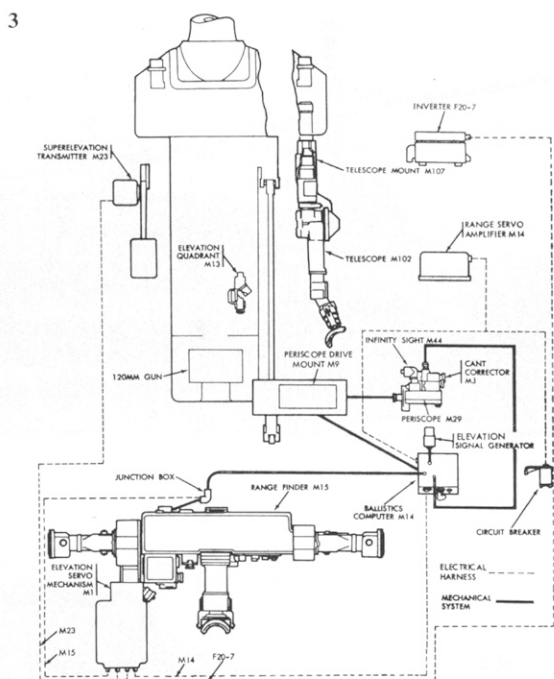 3
INVERTER F20-7
SUPERELEVATION
TRANSMITTER M23
TELESCOPE MOUNT M107
RANGE SERVO
AMPLIFIER M14
ELEVATION
QUADRANT
M13
TELESCOPE M102
INFINITY SIGHT M44
PERISCOPE DRIVE
MOUNT M9
CANT
CORRECTOR
M3
120MM GUN
PERISCOPE M29
ELEVATION
SIGNAL GENERATOR
JUNCTION BOX
RANGE FINDER M15
BALLISTICS
COMPUTER M14
CIRCUIT BREAKER
ELEVATION
SERVO
MECHANISM
M1
ELECTRICAL
HARNESS
MECHANICAL
SYSTEM
M23
M15
M14
F20-7